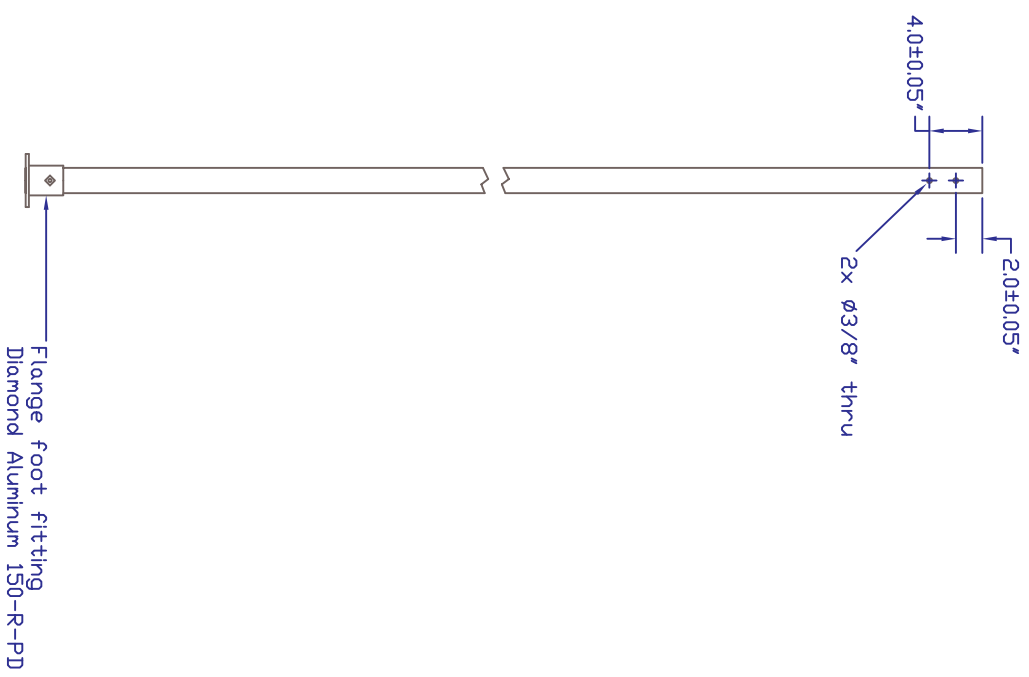 4.0±0.05"
2.0±0.05"
2x ø3/8" thru
Flange foot fitting
Diamond Aluminum 150-R-PD